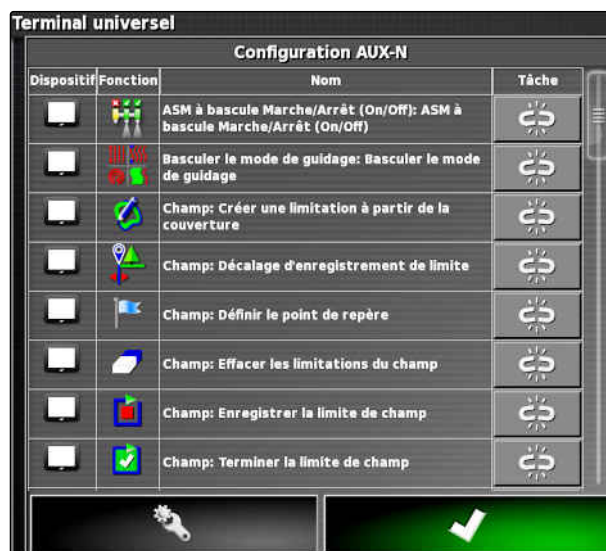 Terminal universel
Configuration AUX-N
Dispositif Fonction Nom Tâche
ASM à bascule Marche/Arrêt (On/Off): ASM à
bascule Marche/Arrêt (On/Off)
Basculer le mode de guidage: Basculer le mode
de guidage
Champ: Créer une limitation à partir de la
couverture
Champ: Décalage d'enregistrement de limite
Champ: Définir le point de repère
Champ: Effacer les limitations du champ
Champ: Enregistrer la limite de champ
Champ: Terminer la limite de champ